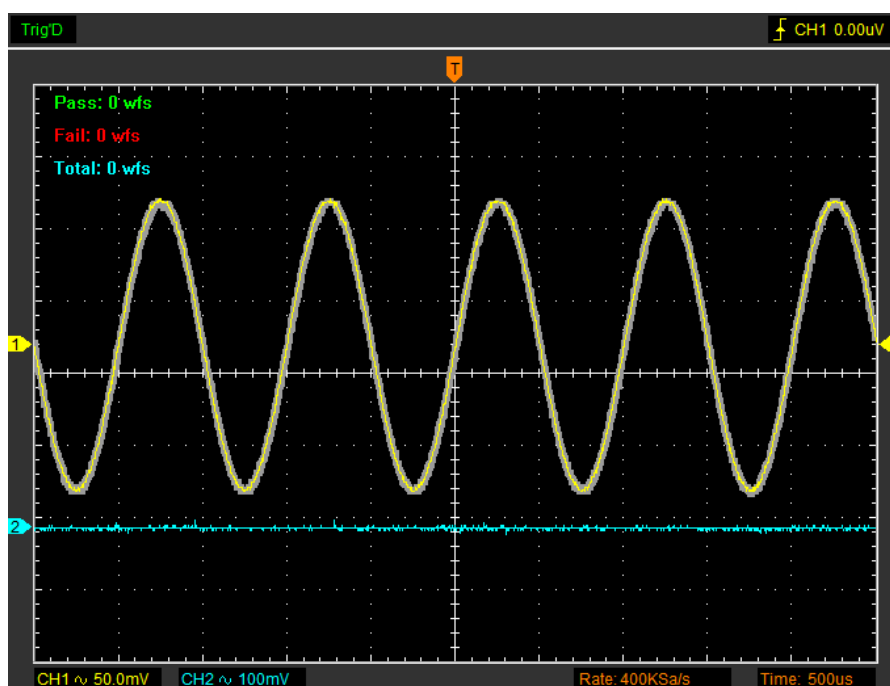 Trig'D CH1 0.00uV
T
Pass: 0 wfs
Fail: 0 wfs
Total: 0 wfs
1
2
CH1 ∿ 50.0mV CH2 ∿ 100mV Rate: 400KSa/s Time: 500us